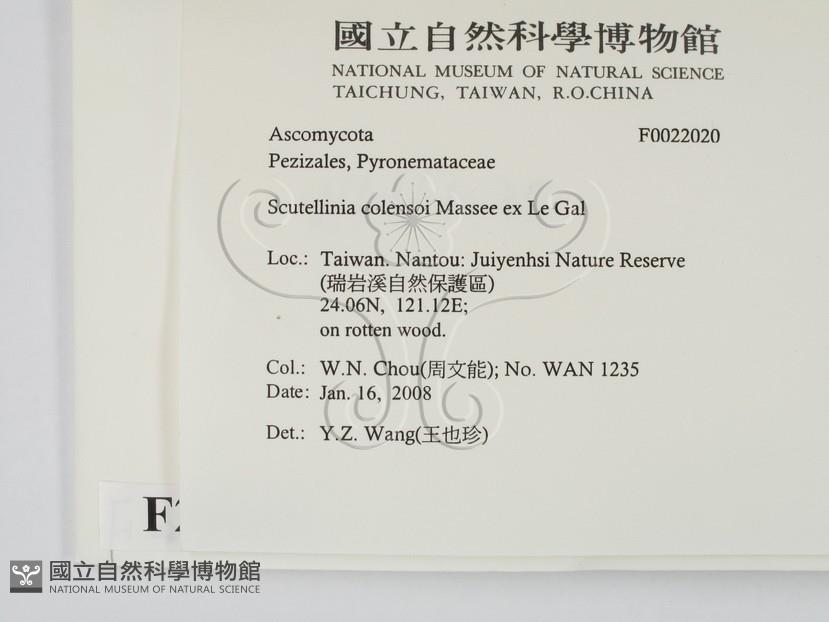 國立自然科學博物館
NATIONAL MUSEUM OF NATURAL SCIENCE
TAICHUNG, TAIWAN, R.O.CHINA
Ascomycota F0022020
Pezizales, Pyronemataceae
Scutellinia colensoi Massee ex Le Gal
Loc.: Taiwan. Nantou: Juiyenhsi Nature Reserve
(瑞岩溪自然保護區)
24.06N, 121.12E;
on rotten wood.
Col.: W.N. Chou(周文能); No. WAN 1235
Date: Jan. 16, 2008
Det.: Y.Z. Wang(王也珍)
國立自然科學博物館
NATIONAL MUSEUM OF NATURAL SCIENCE